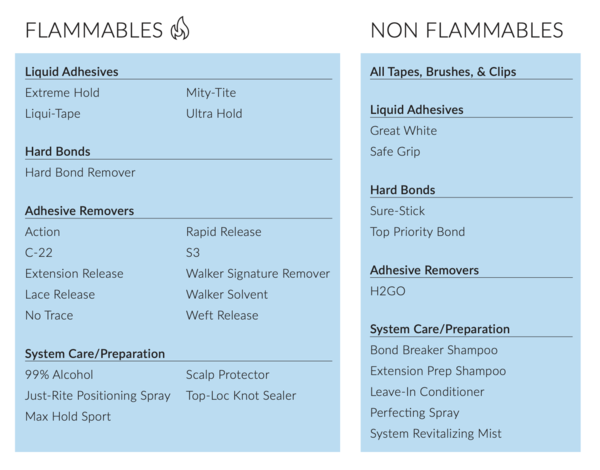 FLAMMABLES
Liquid Adhesives
Extreme Hold Mity-Tite
Liqui-Tape Ultra Hold
Hard Bonds
Hard Bond Remover
Adhesive Removers
Action Rapid Release
C-22 S3
Extension Release Walker Signature Remover
Lace Release Walker Solvent
No Trace Weft Release
System Care/Preparation
99% Alcohol Scalp Protector
Just-Rite Positioning Spray Top-Loc Knot Sealer
Max Hold Sport
NON FLAMMABLES
All Tapes, Brushes, & Clips
Liquid Adhesives
Great White
Safe Grip
Hard Bonds
Sure-Stick
Top Priority Bond
Adhesive Removers
H2GO
System Care/Preparation
Bond Breaker Shampoo
Extension Prep Shampoo
Leave-In Conditioner
Perfecting Spray
System Revitalizing Mist